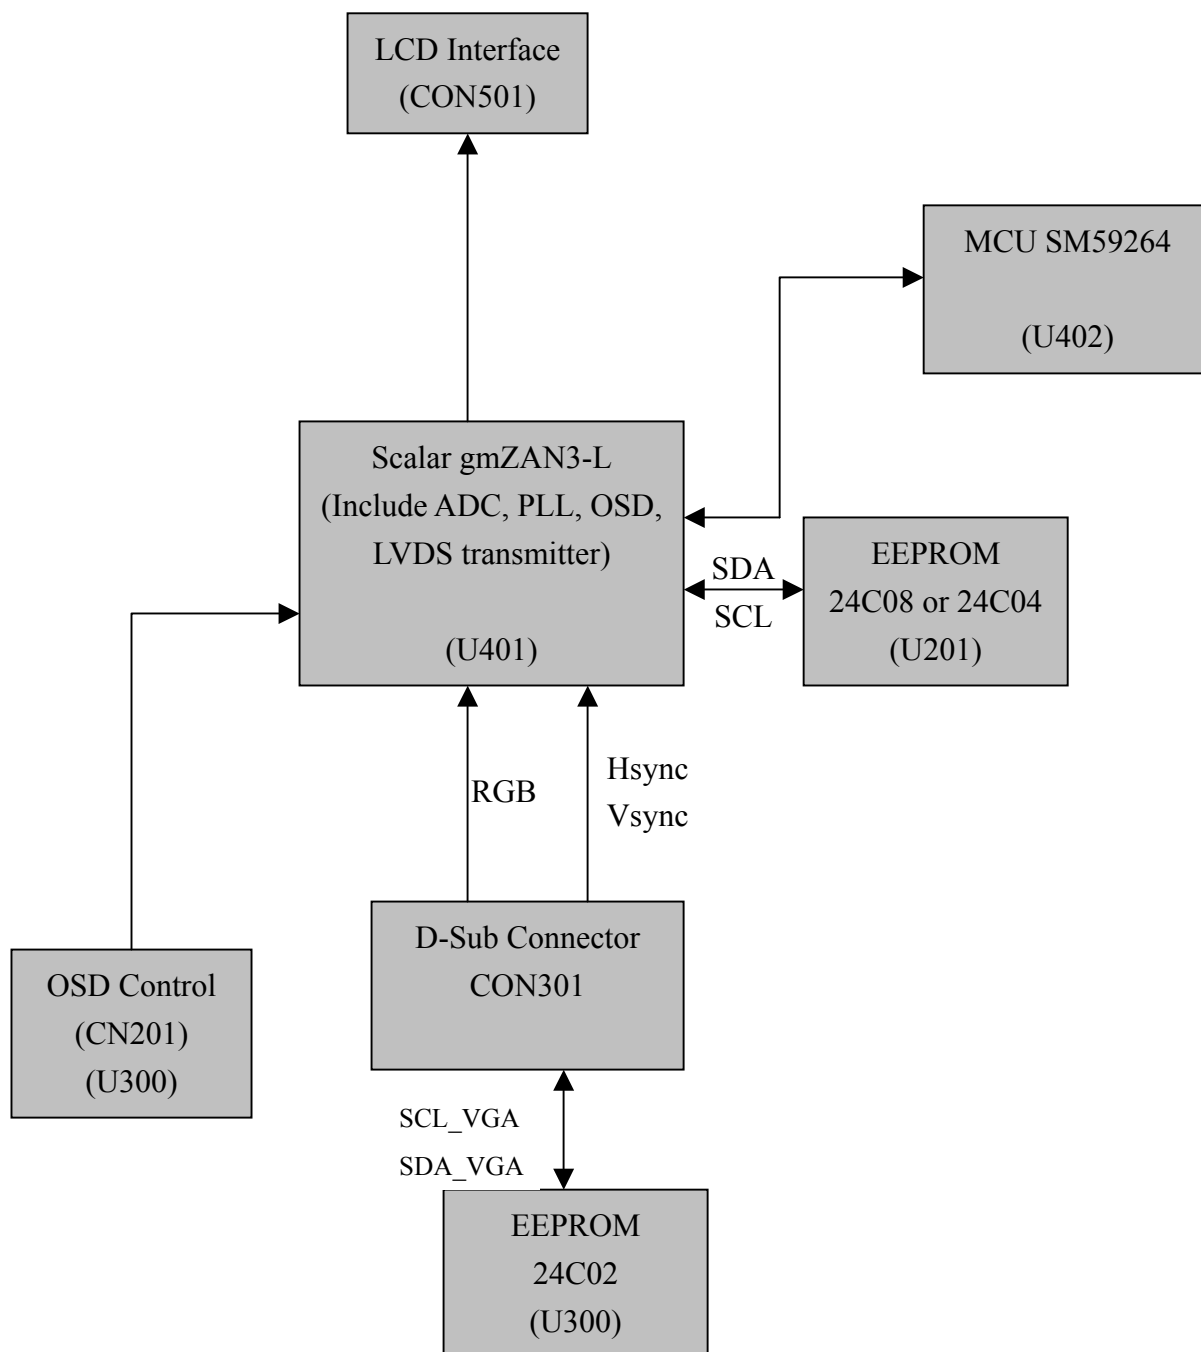 LCD Interface
(CON501)
MCU SM59264
(U402)
Scalar gmZAN3-L
(Include ADC, PLL, OSD,
LVDS transmitter)
(U401)
SDA
SCL
EEPROM
24C08 or 24C04
(U201)
RGB
Hsync
Vsync
D-Sub Connector
CON301
OSD Control
(CN201)
(U300)
SCL_VGA
SDA_VGA
EEPROM
24C02
(U300)